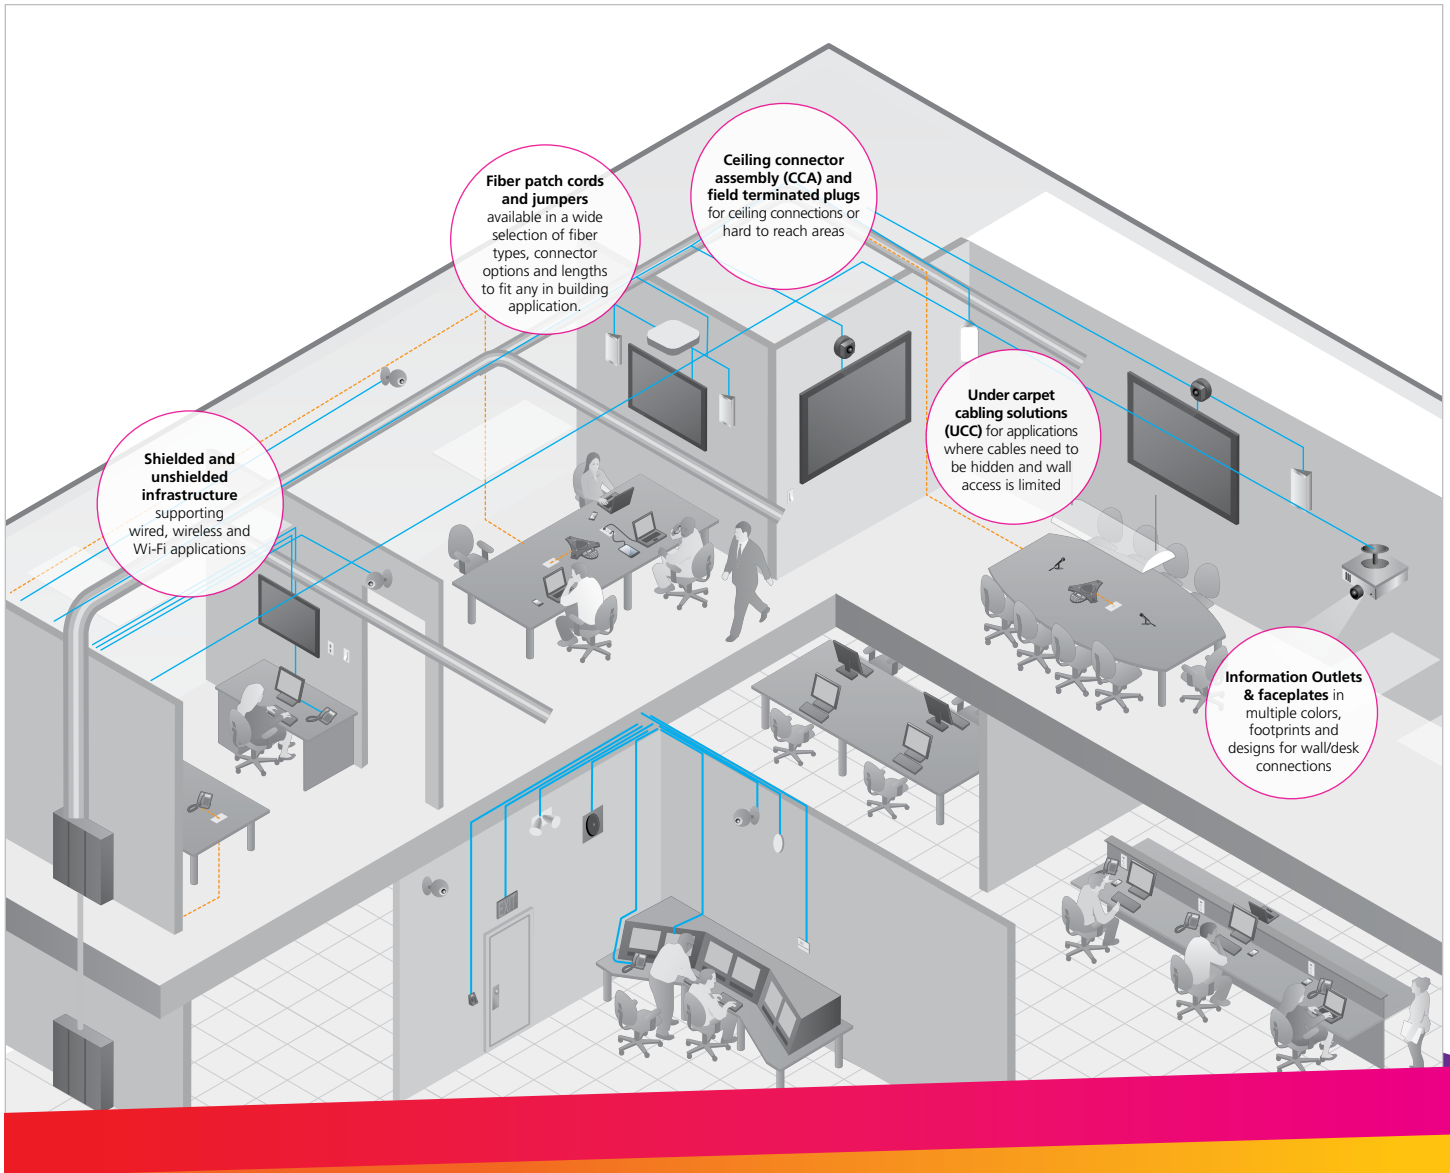 Ceiling connector
assembly (CCA) and
field terminated plugs
for ceiling connections or
hard to reach areas
Fiber patch cords
and jumpers
available in a wide
selection of fiber
types, connector
options and lengths
to fit any in building
application.
Under carpet
cabling solutions
(UCC) for applications
where cables need to
be hidden and wall
access is limited
Shielded and
unshielded
infrastructure
supporting
wired, wireless and
Wi-Fi applications
Information Outlets
& faceplates in
multiple colors,
footprints and
designs for wall/desk
connections
EXIT